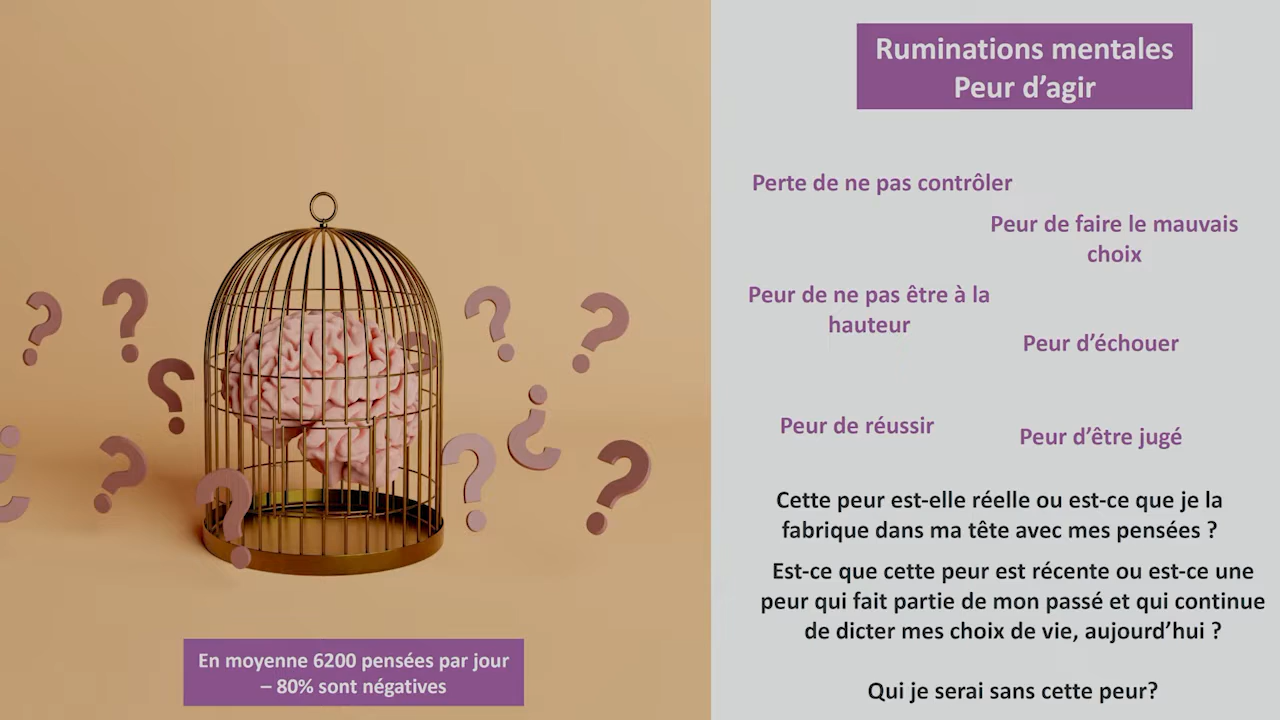 Ruminations mentales
Peur d’agir
Perte de ne pas contrôler
Peur de faire le mauvais
choix
Peur de ne pas être à la
hauteur
Peur d’échouer
Peur de réussir
Peur d’être jugé
Cette peur est-elle réelle ou est-ce que je la
fabrique dans ma tête avec mes pensées ?
Est-ce que cette peur est récente ou est-ce une
peur qui fait partie de mon passé et qui continue
de dicter mes choix de vie, aujourd’hui ?
Qui je serai sans cette peur?
En moyenne 6200 pensées par jour
– 80% sont négatives